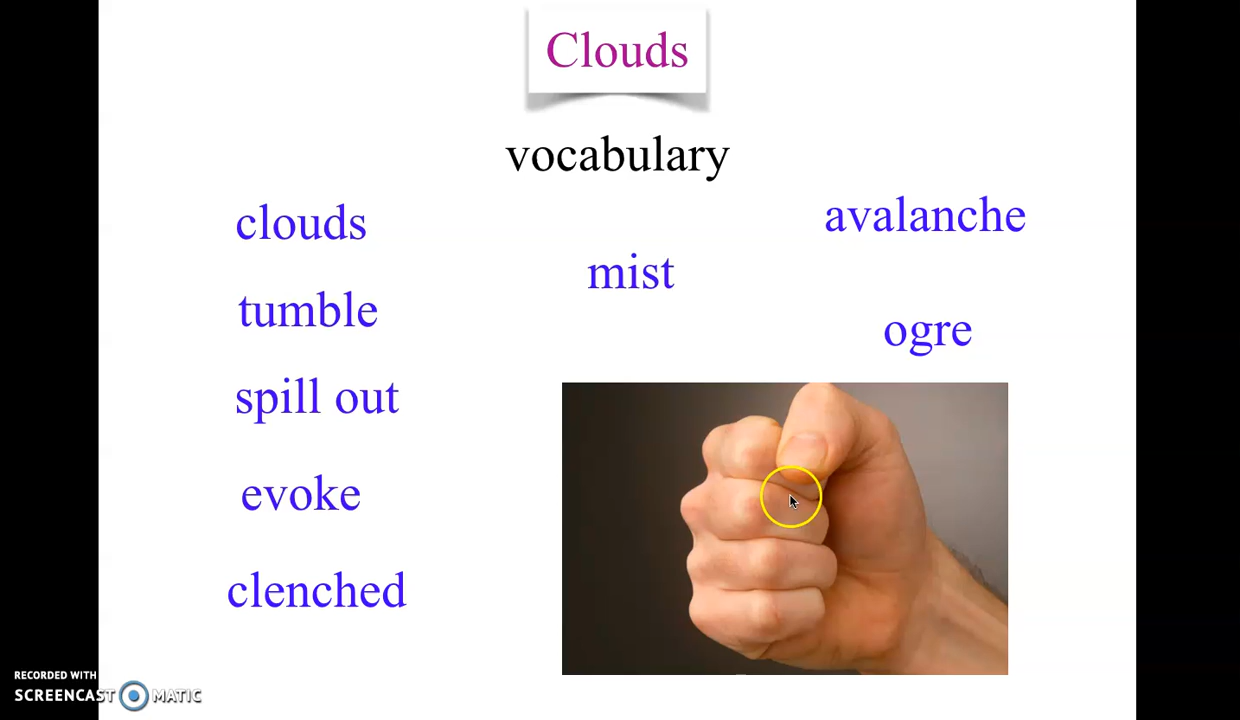 Clouds
vocabulary
clouds
tumble
spill out
evoke
clenched
mist
avalanche
ogre
RECORDED WITH
SCREENCAST MATIC